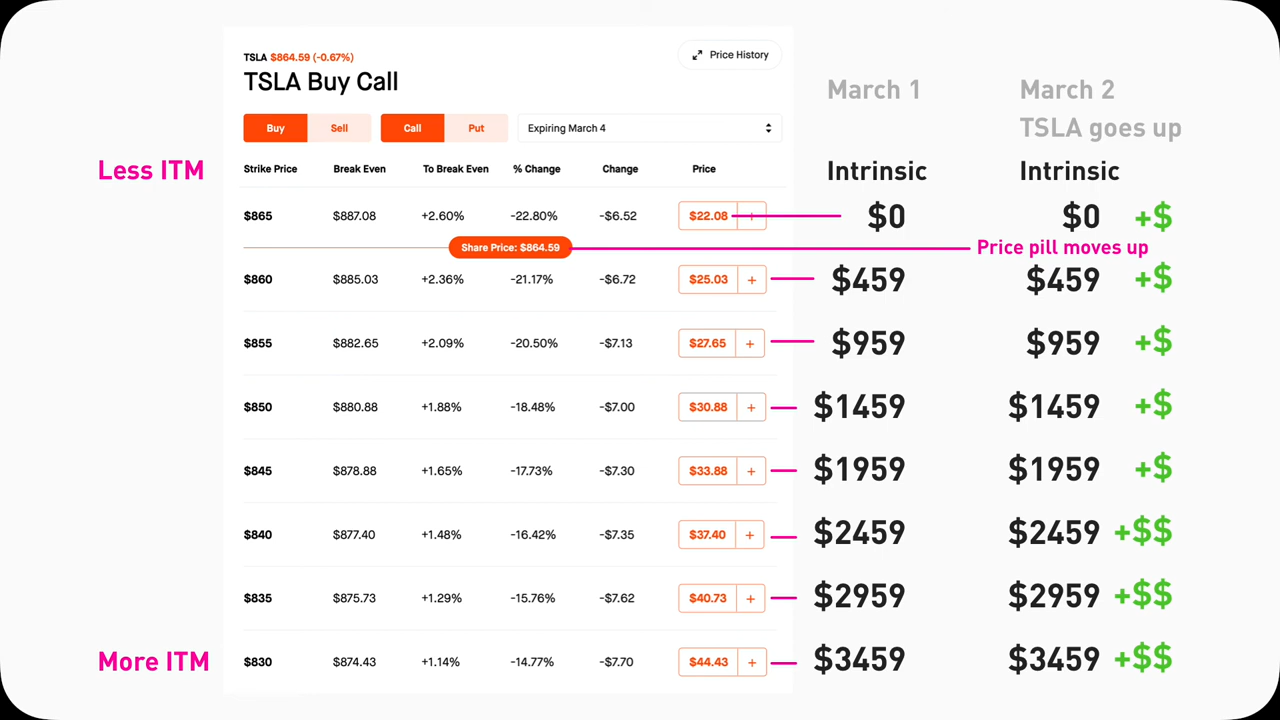 TSLA $864.59 (-0.67%)
Price History
TSLA Buy Call
March 1
March 2
TSLA goes up
Buy Sell Call Put Expiring March 4
Less ITM
Strike Price Break Even To Break Even % Change Change Price Intrinsic Intrinsic
$865 $887.08 +2.60% -22.80% -$6.52 $22.08 + $0 $0 +$
Share Price: $864.59 Price pill moves up
$860 $885.03 +2.36% -21.17% -$6.72 $25.03 + $459 $459 +$
$855 $882.65 +2.09% -20.50% -$7.13 $27.65 + $959 $959 +$
$850 $880.88 +1.88% -18.48% -$7.00 $30.88 + $1459 $1459 +$
$845 $878.88 +1.65% -17.73% -$7.30 $33.88 + $1959 $1959 +$
$840 $877.40 +1.48% -16.42% -$7.35 $37.40 + $2459 $2459 +$$
$835 $875.73 +1.29% -15.76% -$7.62 $40.73 + $2959 $2959 +$$
More ITM $830 $874.43 +1.14% -14.77% -$7.70 $44.43 + $3459 $3459 +$$